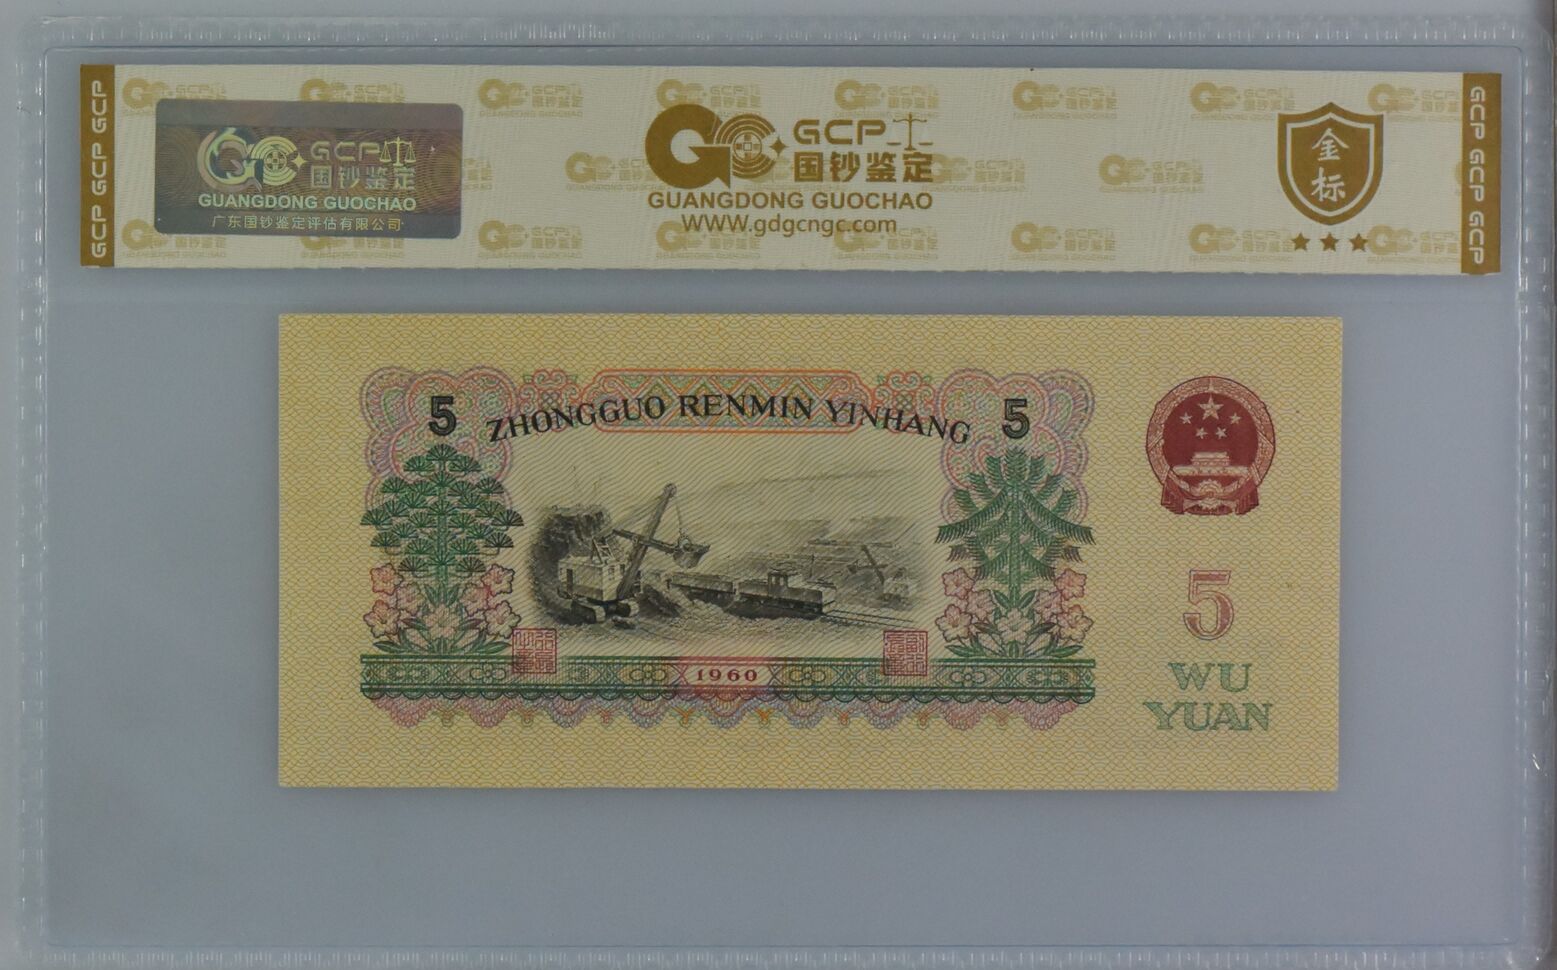 GCP GCP GCP
GCP
国钞鉴定
GUANGDONG GUOCHAO
广东国钞鉴定评估有限公司
GCP
国钞鉴定
GUANGDONG GUOCHAO
WWW.gdgcngc.com
金标
GCP GCP GCP
5 ZHONGGUO RENMIN YINHANG 5
1960
5
WU
YUAN